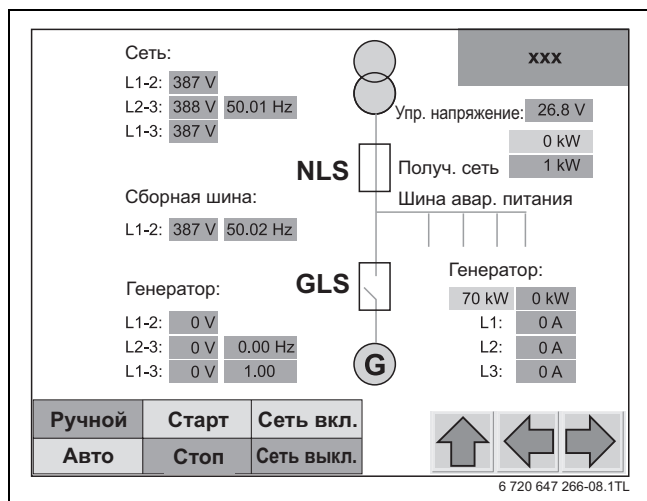 Сеть:
xxx
L1-2: 387 V
L2-3: 388 V 50.01 Hz
L1-3: 387 V
Упр. напряжение: 26.8 V
0 kW
NLS
Получ. сеть 1 kW
Сборная шина:
Шина авар. питания
L1-2: 387 V 50.02 Hz
Генератор:
GLS
Генератор:
70 kW 0 kW
L1-2: 0 V
L1: 0 A
L2-3: 0 V 0.00 Hz
L2: 0 A
L1-3: 0 V 1.00
G
L3: 0 A
Ручной Старт Сеть вкл.
Авто Стоп Сеть выкл.
6 720 647 266-08.1TL